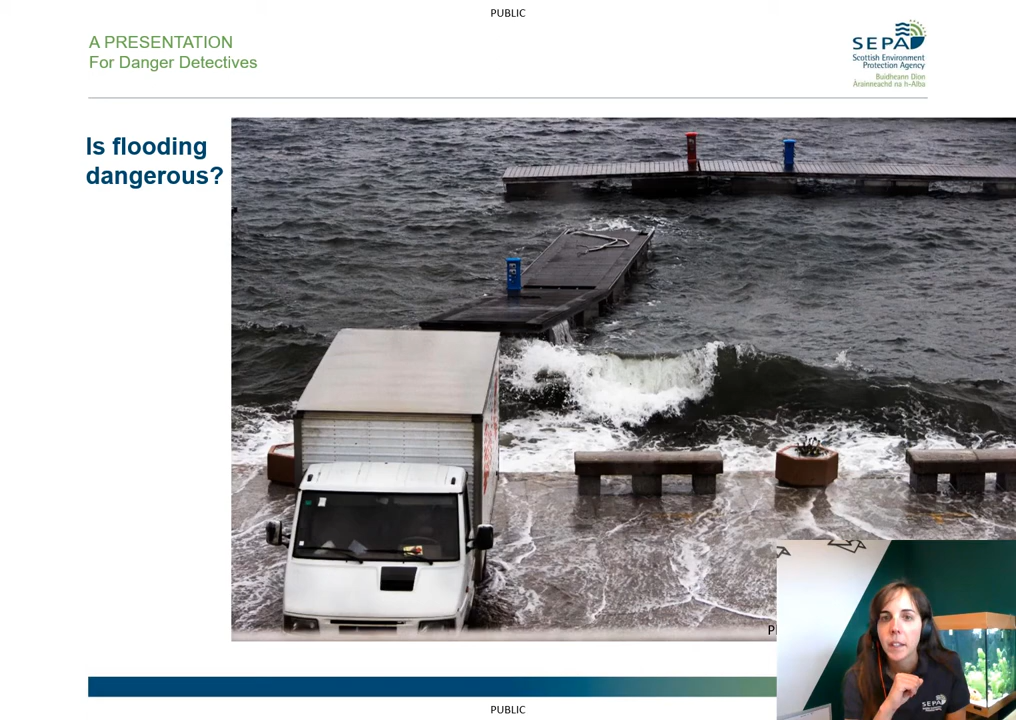 PUBLIC
A PRESENTATION
For Danger Detectives
SEPA
Scottish Environment
Protection Agency
Buidheann Dìon
Àrainneachd na h-Alba
Is flooding
dangerous?
SEPA
PUBLIC